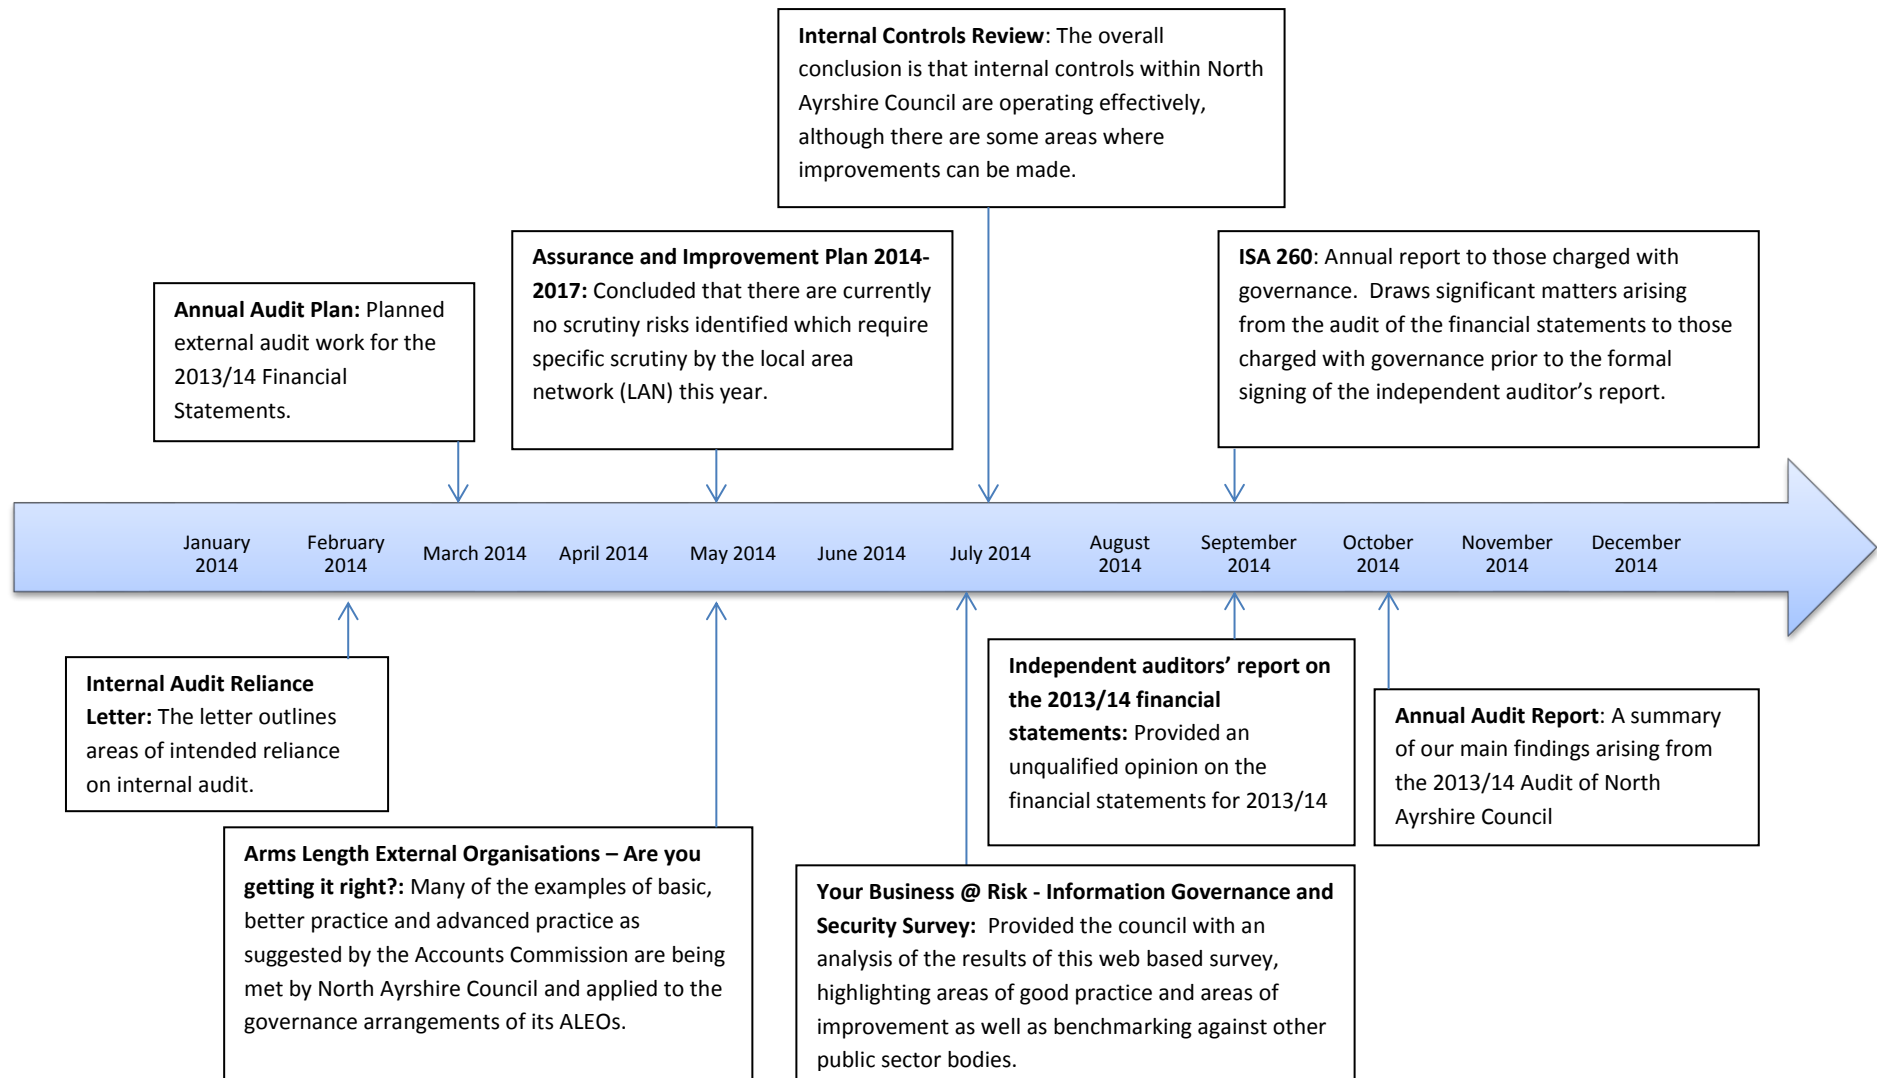 Internal Controls Review: The overall
conclusion is that internal controls within North
Ayrshire Council are operating effectively,
although there are some areas where
improvements can be made.
Annual Audit Plan: Planned
external audit work for the
2013/14 Financial
Statements.
Assurance and Improvement Plan 2014-
2017: Concluded that there are currently
no scrutiny risks identified which require
specific scrutiny by the local area
network (LAN) this year.
ISA 260: Annual report to those charged with
governance.  Draws significant matters arising
from the audit of the financial statements to those
charged with governance prior to the formal
signing of the independent auditor’s report.
January
2014
February
2014
March 2014
April 2014
May 2014
June 2014
July 2014
August
2014
September
2014
October
2014
November
2014
December
2014
Internal Audit Reliance
Letter: The letter outlines
areas of intended reliance
on internal audit.
Arms Length External Organisations – Are you
getting it right?: Many of the examples of basic,
better practice and advanced practice as
suggested by the Accounts Commission are being
met by North Ayrshire Council and applied to the
governance arrangements of its ALEOs.
Your Business @ Risk - Information Governance and
Security Survey:  Provided the council with an
analysis of the results of this web based survey,
highlighting areas of good practice and areas of
improvement as well as benchmarking against other
public sector bodies.
Independent auditors’ report on
the 2013/14 financial
statements: Provided an
unqualified opinion on the
financial statements for 2013/14
Annual Audit Report: A summary
of our main findings arising from
the 2013/14 Audit of North
Ayrshire Council